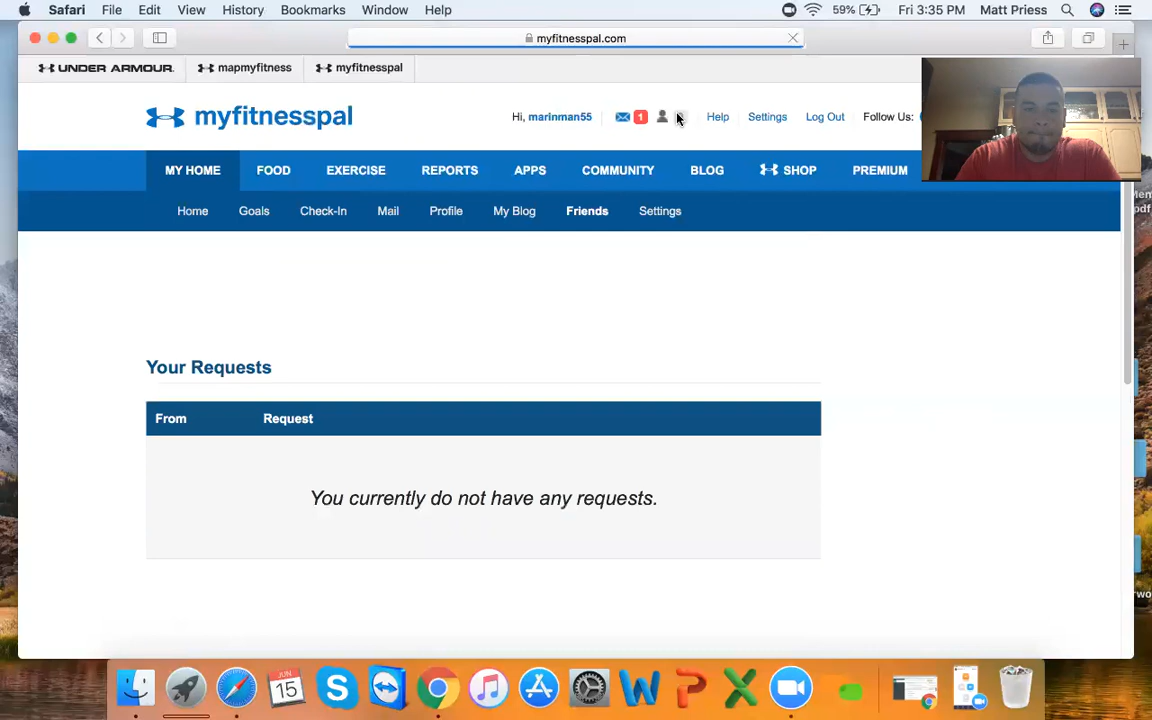 Safari File Edit View History Bookmarks Window Help 59% Fri 3:35 PM Matt Priess
myfitnesspal.com
UNDER ARMOUR. mapmyfitness myfitnesspal
myfitnesspal Hi, marinman55 1 Help Settings Log Out Follow Us:
MY HOME FOOD EXERCISE REPORTS APPS COMMUNITY BLOG SHOP PREMIUM
Home Goals Check-In Mail Profile My Blog Friends Settings
Your Requests
From Request
You currently do not have any requests.
JUN
15